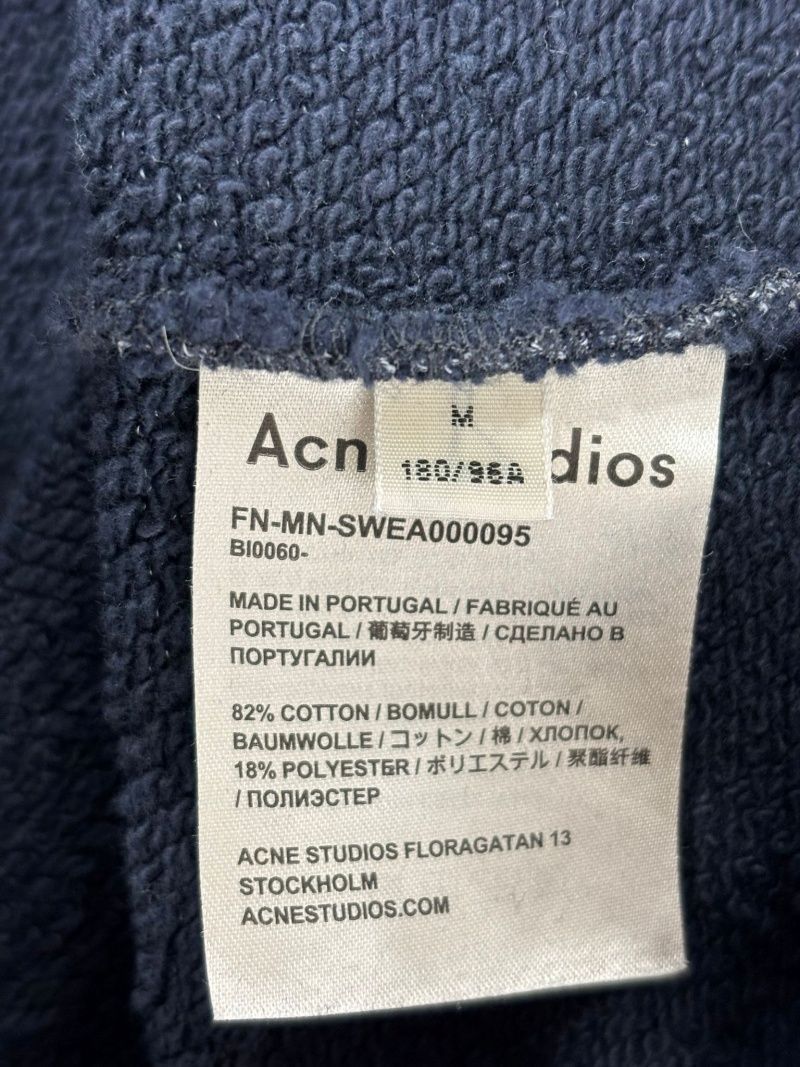 M
180/96A
Acn dios
FN-MN-SWEA000095
BI0060-
MADE IN PORTUGAL / FABRIQUÉ AU
PORTUGAL / 葡萄牙制造 / СДЕЛАНО В
ПОРТУГАЛИИ
82% COTTON / BOMULL / COTON /
BAUMWOLLE / コットン / 棉 / ХЛОПОК,
18% POLYESTER / ポリエステル / 聚酯纤维
/ ПОЛИЭСТЕР
ACNE STUDIOS FLORAGATAN 13
STOCKHOLM
ACNESTUDIOS.COM